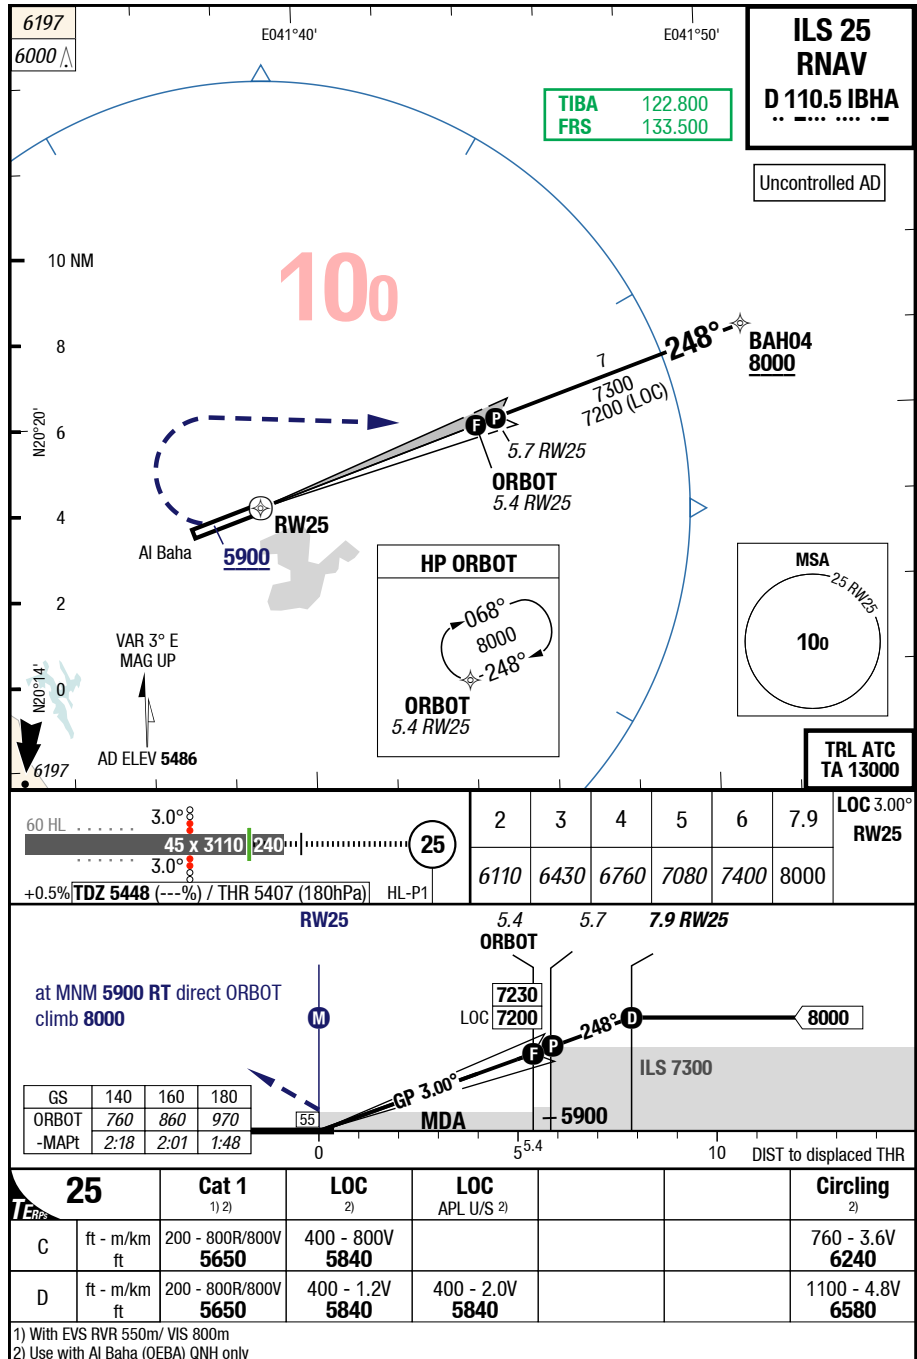 6197
6000
E041°40'
E041°50'
ILS 25
RNAV
D 110.5 IBHA
TIBA 122.800
FRS 133.500
Uncontrolled AD
10 NM
100
8
248°
BAH04
8000
7
7300
7200 (LOC)
N20°20'
6
F P
5.7 RW25
ORBOT
5.4 RW25
4
RW25
Al Baha
5900
HP ORBOT
068°
8000
248°
ORBOT
5.4 RW25
MSA
25 RW25
100
2
VAR 3° E
MAG UP
N20°14'
0
AD ELEV 5486
6197
TRL ATC
TA 13000
60 HL
3.0°
45 x 3110 240
25
3.0°
+0.5% TDZ 5448 (---%) / THR 5407 (180hPa) HL-P1
2 3 4 5 6 7.9 LOC 3.00°
RW25
6110 6430 6760 7080 7400 8000
RW25 5.4 5.7 7.9 RW25
ORBOT
at MNM 5900 RT direct ORBOT
climb 8000
7230
LOC 7200
M
248°
D
8000
F P
ILS 7300
GP 3.00°
GS 140 160 180
ORBOT 760 860 970
-MAPt 2:18 2:01 1:48
55
MDA
5900
0 5 5.4 10 DIST to displaced THR
TERPS 25 Cat 1 LOC LOC Circling
1) 2) 2) APL U/S 2) 2)
C ft - m/km 200 - 800R/800V 400 - 800V 760 - 3.6V
ft 5650 5840 6240
D ft - m/km 200 - 800R/800V 400 - 1.2V 400 - 2.0V 1100 - 4.8V
ft 5650 5840 5840 6580
1) With EVS RVR 550m/ VIS 800m
2) Use with Al Baha (OEBA) QNH only